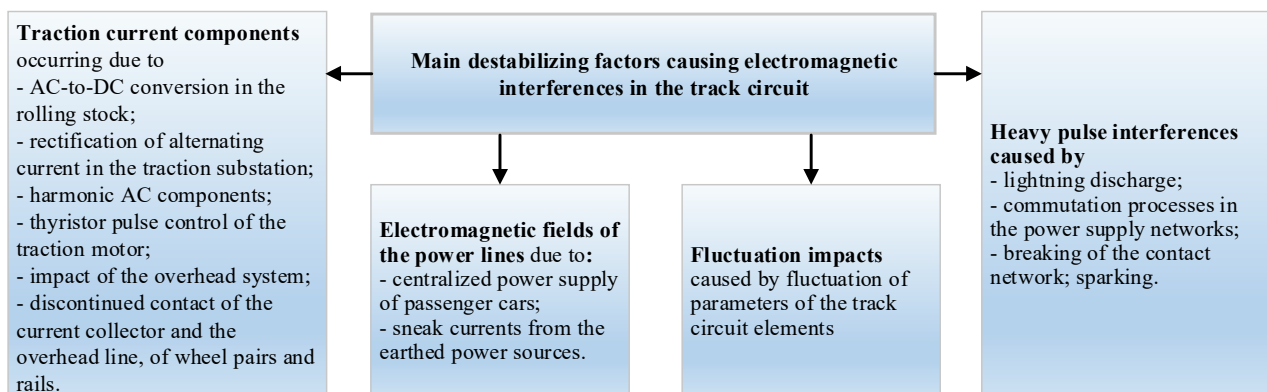 Traction current components
occurring due to
- AC-to-DC conversion in the
rolling stock;
- rectification of alternating
current in the traction substation;
- harmonic AC components;
- thyristor pulse control of the
traction motor;
- impact of the overhead system;
- discontinued contact of the
current collector and the
overhead line, of wheel pairs and
rails.
Main destabilizing factors causing electromagnetic
interferences in the track circuit
Electromagnetic fields of
the power lines due to:
- centralized power supply
of passenger cars;
- sneak currents from the
earthed power sources.
Fluctuation impacts
caused by fluctuation of
parameters of the track
circuit elements
Heavy pulse interferences
caused by
- lightning discharge;
- commutation processes in
the power supply networks;
- breaking of the contact
network; sparking.